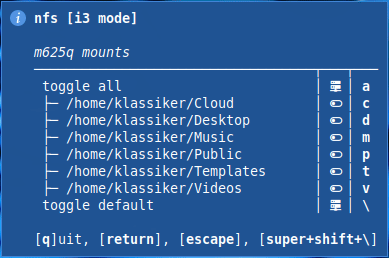 nfs [i3 mode]
m625q mounts
toggle all │ │ a
├─ /home/klassiker/Cloud │ │ c
├─ /home/klassiker/Desktop │ │ d
├─ /home/klassiker/Music │ │ m
├─ /home/klassiker/Public │ │ p
├─ /home/klassiker/Templates │ │ t
├─ /home/klassiker/Videos │ │ v
toggle default │ │ \
[q]uit, [return], [escape], [super+shift+\]